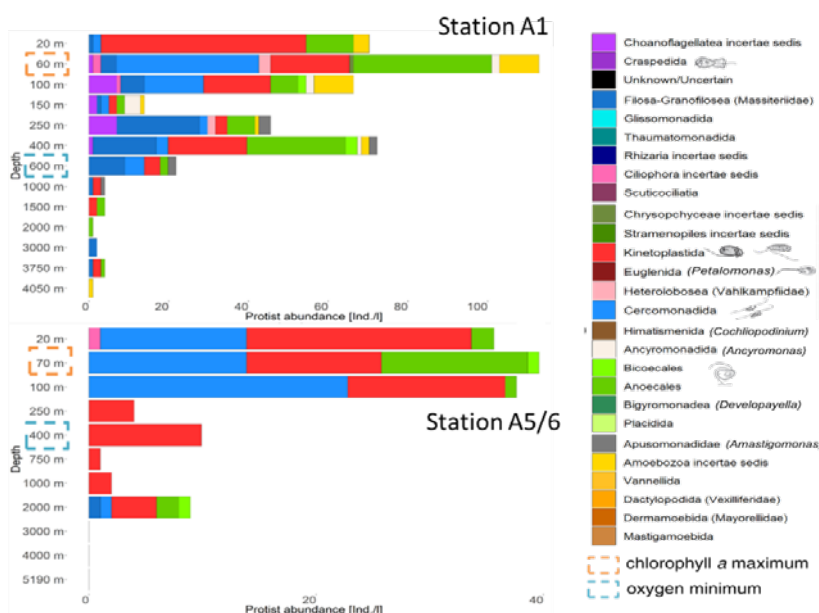 Station A1
20 m
60 m
100 m
150 m
250 m
400 m
600 m
1000 m
1500 m
2000 m
3000 m
3750 m
4050 m
Depth
0 20 40 60 80 100
Protist abundance [Ind./l]
Station A5/6
20 m
70 m
100 m
250 m
400 m
750 m
1000 m
2000 m
3000 m
4000 m
5190 m
Depth
0 20 40
Protist abundance [Ind./l]
Choanoflagellatea incertae sedis
Craspedida
Unknown/Uncertain
Filosa-Granofilosea (Massiteriidae)
Glissomonadida
Thaumatomonadida
Rhizaria incertae sedis
Ciliophora incertae sedis
Scuticociliatia
Chrysopchyceae incertae sedis
Stramenopiles incertae sedis
Kinetoplastida
Euglenida (Petalomonas)
Heterolobosea (Vahlkampfiidae)
Cercomonadida
Himatismenida (Cochliopodinium)
Ancyromonadida (Ancyromonas)
Bicoecales
Anoecales
Bigyromonadea (Developayella)
Placidida
Apusomonadidae (Amastigomonas)
Amoebozoa incertae sedis
Vannellida
Dactylopodida (Vexilliferidae)
Dermamoebida (Mayorellidae)
Mastigamoebida
chlorophyll a maximum
oxygen minimum